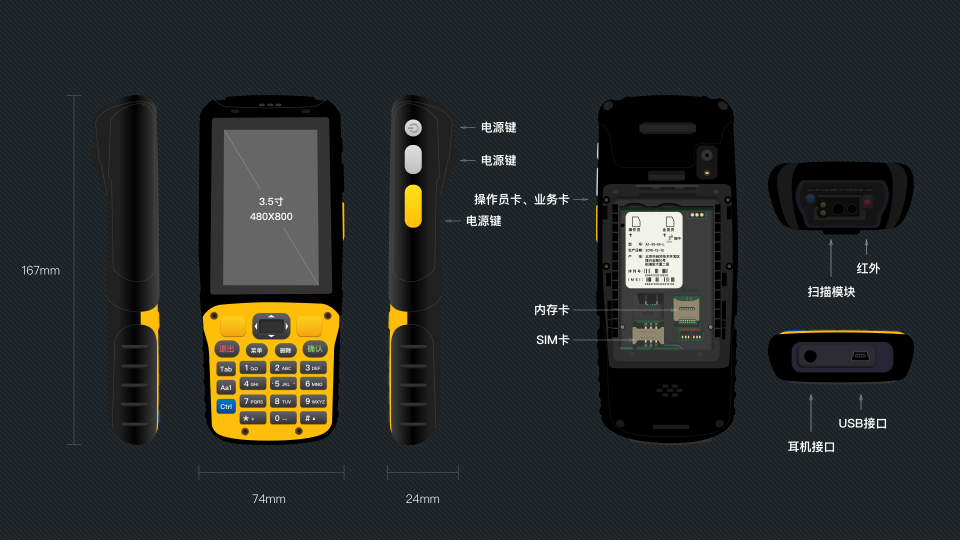 电源键
电源键
操作员卡、业务卡
电源键
3.5寸
480X800
167mm
红外
扫描模块
内存卡
SIM卡
退出
菜单
删除
确认
Tab
1
2 ABC
3 DEF
Aa1
4 GHI
5 JKL
6 MNO
Ctrl
7 PQRS
8 TUV
9 WXYZ
0
#
USB接口
耳机接口
74mm
24mm